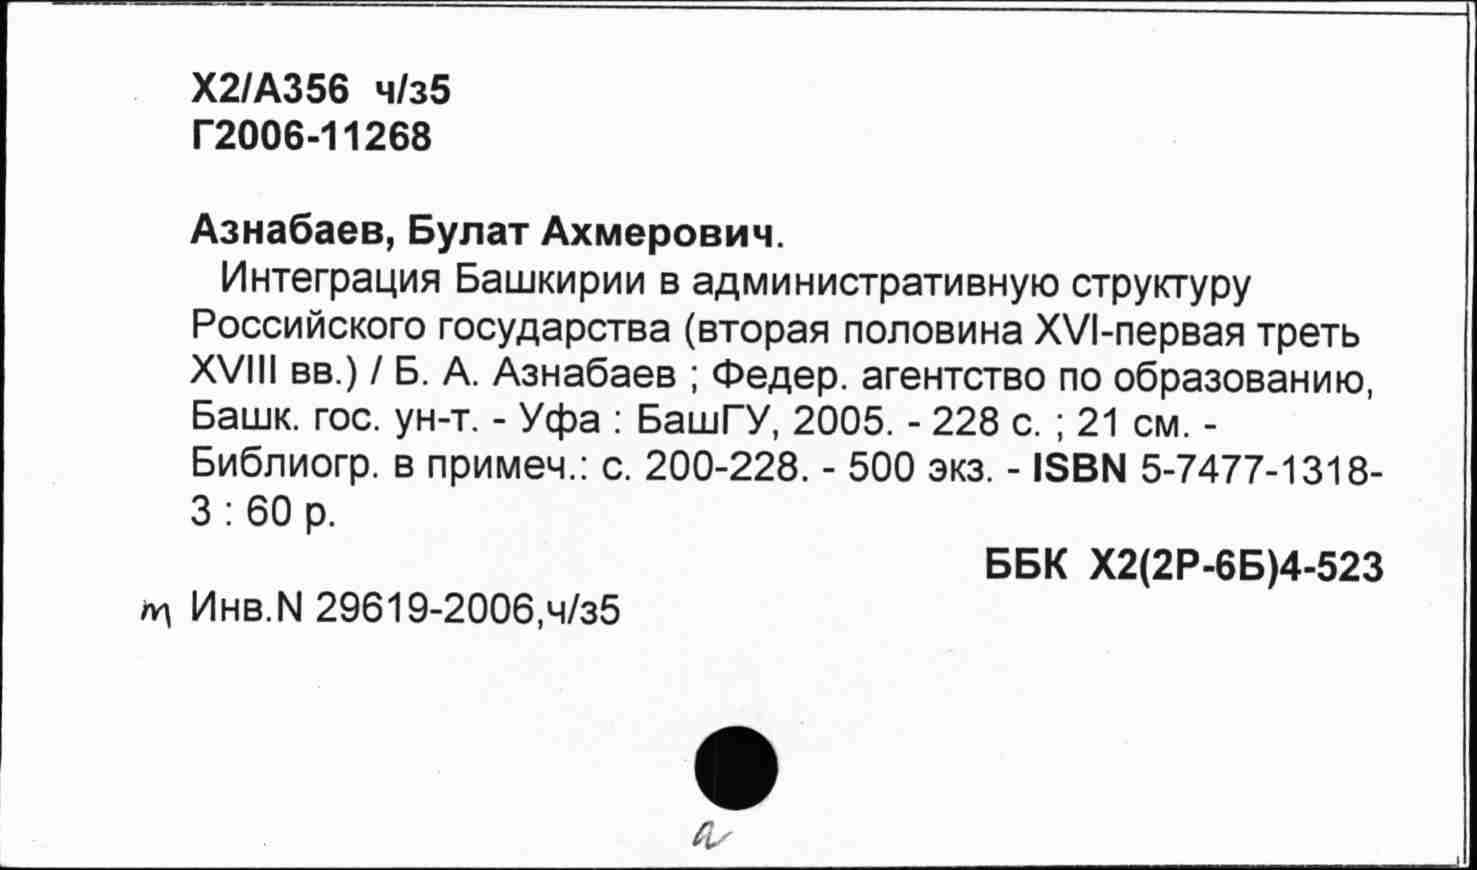 Х2/А356 ч/з5
Г2006-11268
Азнабаев, Булат Ахмерович.
Интеграция Башкирии в административную структуру
Российского государства (вторая половина XVI-первая треть
XVIII вв.) / Б. А. Азнабаев ; Федер. агентство по образованию,
Башк. гос. ун-т. - Уфа : БашГУ, 2005. - 228 с. ; 21 см. -
Библиогр. в примеч.: с. 200-228. - 500 экз. - ISBN 5-7477-1318-
3 : 60 р.
ББК Х2(2Р-6Б)4-523
т Инв.N 29619-2006,ч/з5
а